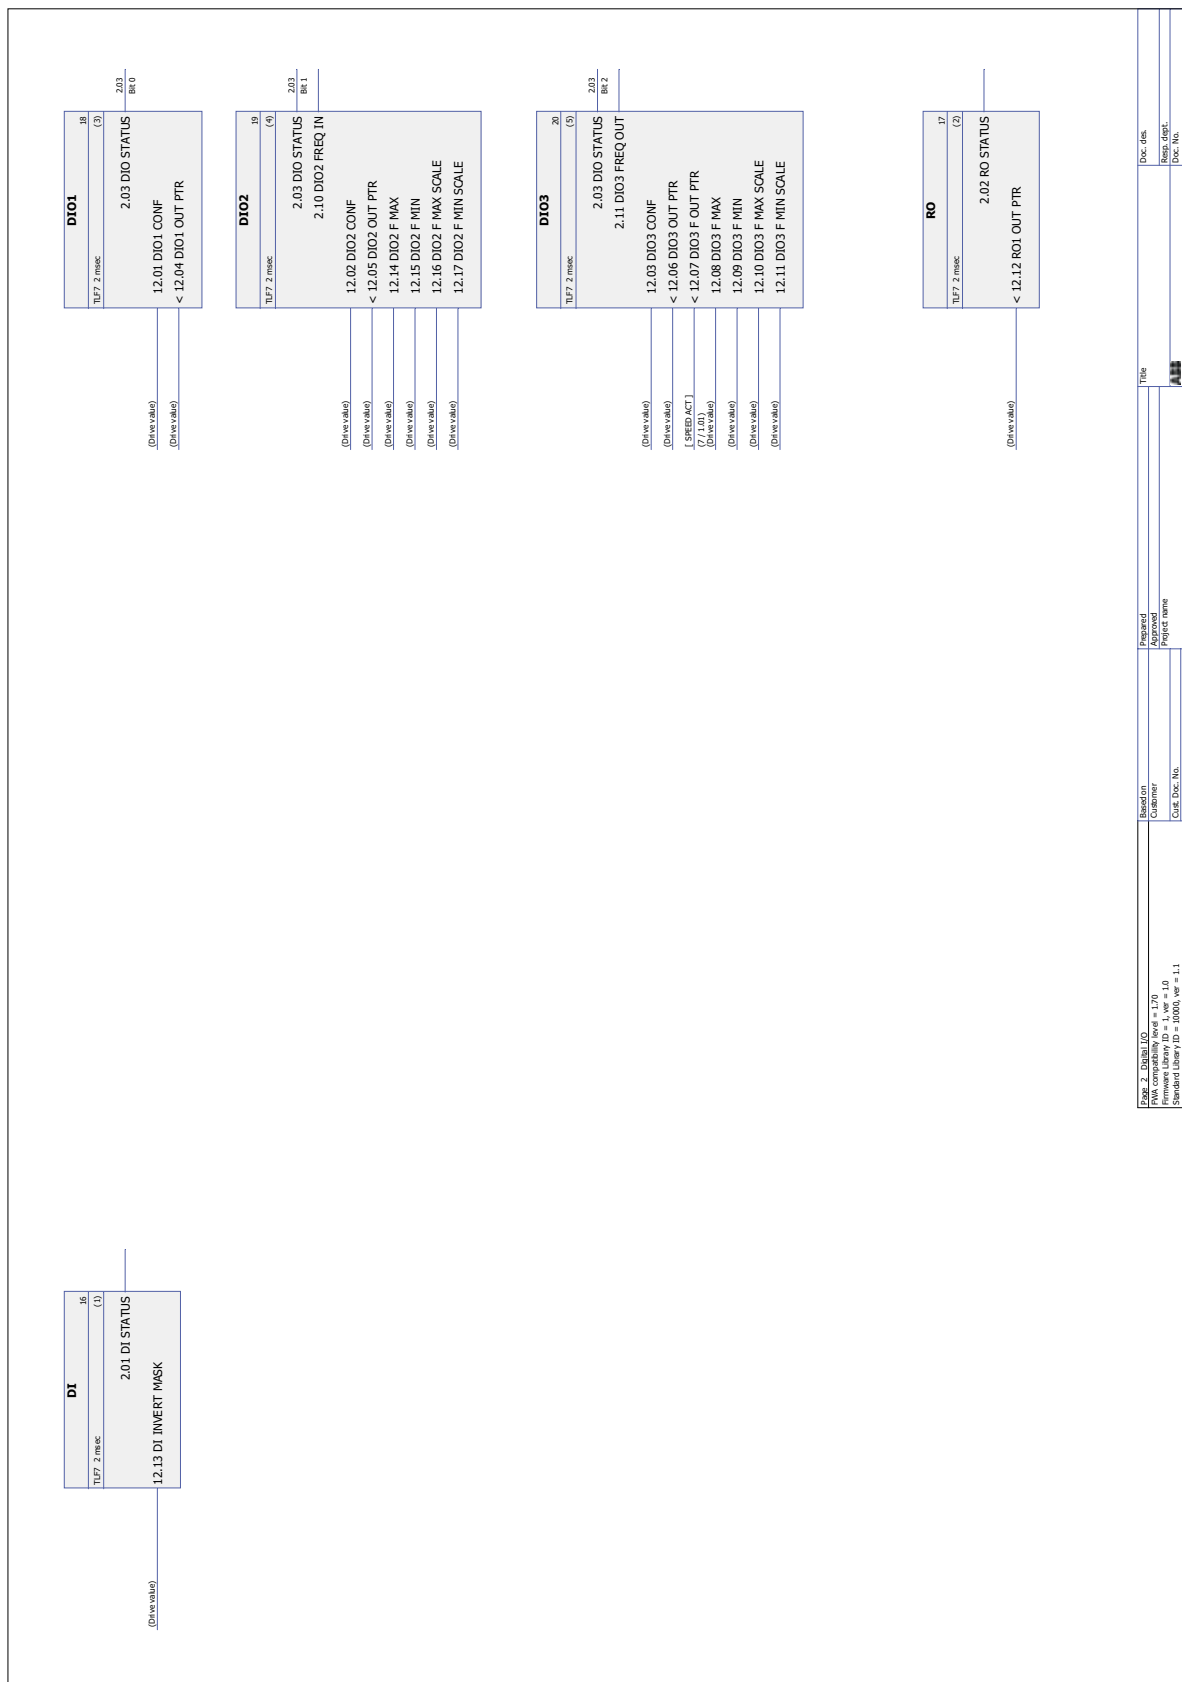 DI
16
TLF7 2 msec
(1)
2.01 DI STATUS
12.13 DI INVERT MASK
(Drive value)
DIO1
18
TLF7 2 msec
(3)
2.03 DIO STATUS
2.03
Bit 0
12.01 DIO1 CONF
(Drive value)
< 12.04 DIO1 OUT PTR
(Drive value)
DIO2
19
TLF7 2 msec
(4)
2.03 DIO STATUS
2.03
Bit 1
2.10 DIO2 FREQ IN
12.02 DIO2 CONF
(Drive value)
< 12.05 DIO2 OUT PTR
(Drive value)
12.14 DIO2 F MAX
(Drive value)
12.15 DIO2 F MIN
(Drive value)
12.16 DIO2 F MAX SCALE
(Drive value)
12.17 DIO2 F MIN SCALE
(Drive value)
DIO3
20
TLF7 2 msec
(5)
2.03 DIO STATUS
2.03
Bit 2
2.11 DIO3 FREQ OUT
12.03 DIO3 CONF
(Drive value)
< 12.06 DIO3 OUT PTR
(Drive value)
< 12.07 DIO3 F OUT PTR
[ SPEED ACT ]
(7 / 1.01)
12.08 DIO3 F MAX
(Drive value)
12.09 DIO3 F MIN
(Drive value)
12.10 DIO3 F MAX SCALE
(Drive value)
12.11 DIO3 F MIN SCALE
(Drive value)
RO
17
TLF7 2 msec
(2)
2.02 RO STATUS
< 12.12 RO1 OUT PTR
(Drive value)
Page 2 Digital I/O
FWA compatibility level = 1.70
Firmware Library ID = 1, ver = 1.0
Standard Library ID = 10000, ver = 1.1
Based on
Customer
Cust. Doc. No.
Prepared
Approved
Project name
Title
ABB
Doc. des.
Resp. dept.
Doc. No.